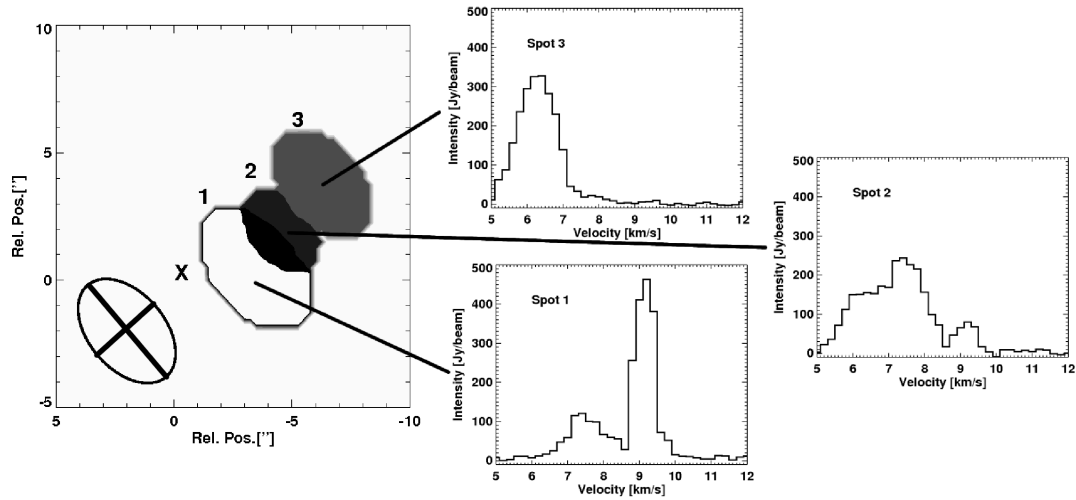 10
5
0
-5
Rel. Pos.["]
5
0
-5
-10
Rel. Pos.["]
1
2
3
X
500
400
300
200
100
0
Intensity [Jy/beam]
Spot 3
5 6 7 8 9 10 11 12
Velocity [km/s]
500
400
300
200
100
0
Intensity [Jy/beam]
Spot 2
5 6 7 8 9 10 11 12
Velocity [km/s]
500
400
300
200
100
0
Intensity [Jy/beam]
Spot 1
5 6 7 8 9 10 11 12
Velocity [km/s]